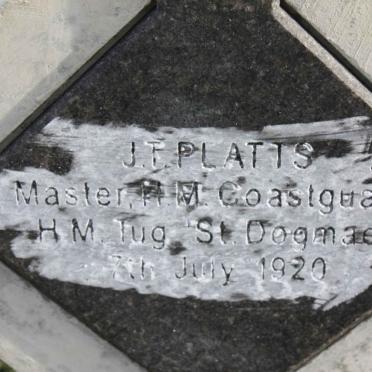 J.T. PLATTS
Master, H.M. Coastgua
H.M. Tug 'St. Dogmae
7th July 1920